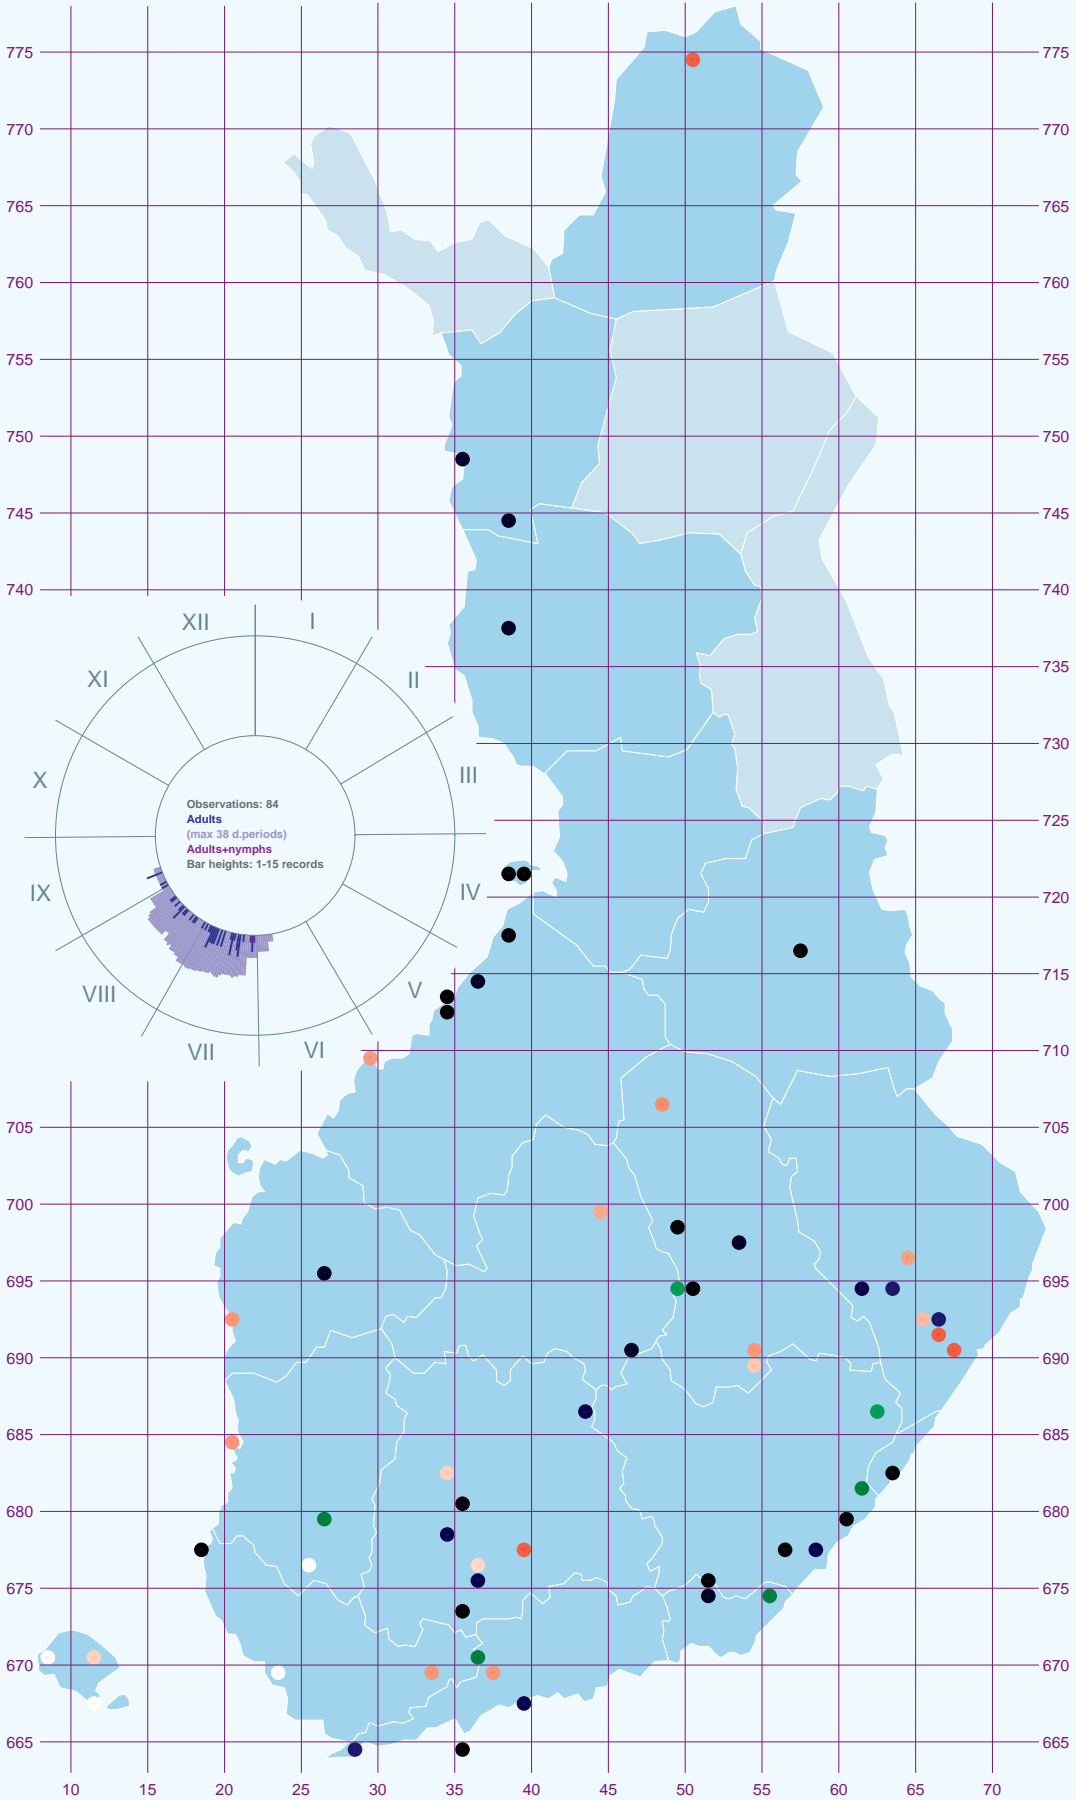 775 775
770 770
765 765
760 760
755 755
750 750
745 745
740 740
XII I
XI II
735
730 730
X III
Observations: 84
Adults
(max 38 d.periods)
Adults+nymphs
Bar heights: 1-15 records
725
IX IV
720
VIII V
715
VII VI
710
705 705
700 700
695 695
690 690
685 685
680 680
675 675
670 670
665 665
10 15 20 25 30 35 40 45 50 55 60 65 70